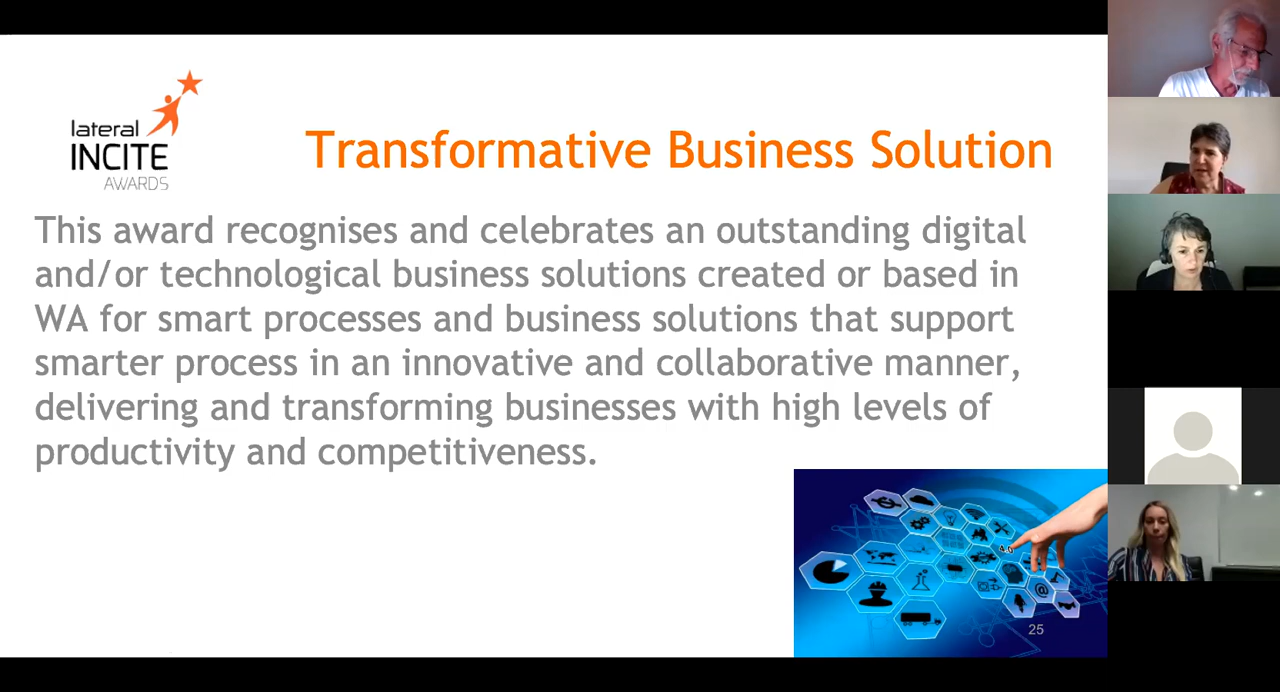 lateral
INCITE
AWARDS
Transformative Business Solution
This award recognises and celebrates an outstanding digital
and/or technological business solutions created or based in
WA for smart processes and business solutions that support
smarter process in an innovative and collaborative manner,
delivering and transforming businesses with high levels of
productivity and competitiveness.
4.0
@
25